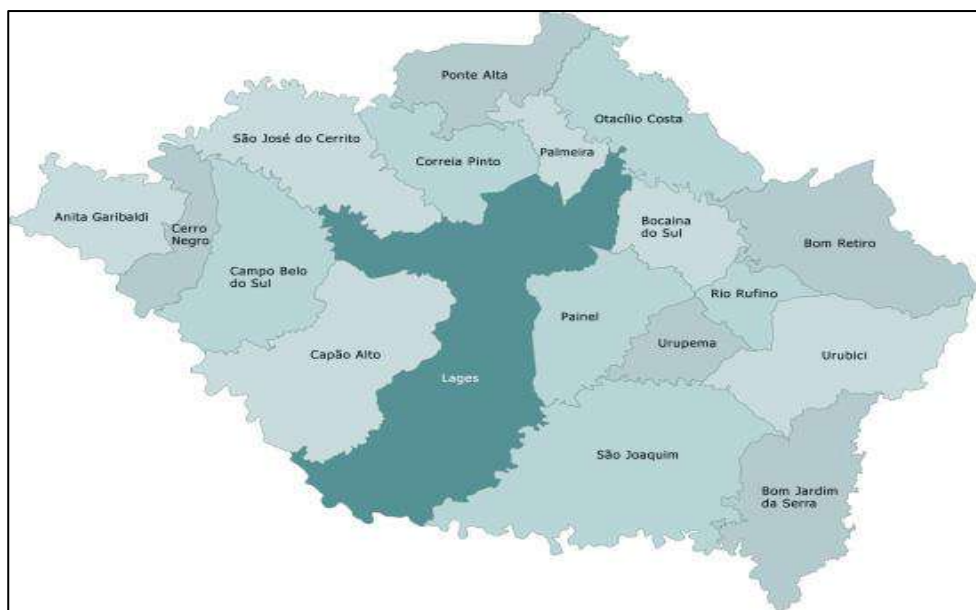 Ponte Alta
Otacílio Costa
São José do Cerrito
Correia Pinto
Palmeira
Anita Garibaldi
Cerro
Negro
Bocaina
do Sul
Bom Retiro
Campo Belo
do Sul
Rio Rufino
Painel
Urupema
Capão Alto
Urubici
Lages
São Joaquim
Bom Jardim
da Serra